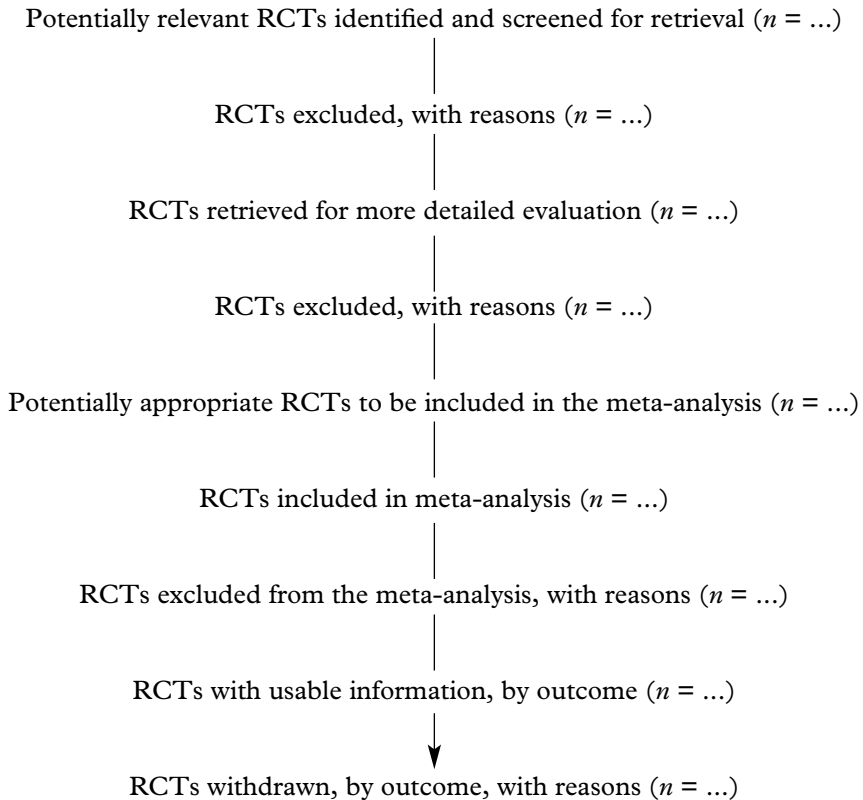 Potentially relevant RCTs identified and screened for retrieval (n = ...)
RCTs excluded, with reasons (n = ...)
RCTs retrieved for more detailed evaluation (n = ...)
RCTs excluded, with reasons (n = ...)
Potentially appropriate RCTs to be included in the meta-analysis (n = ...)
RCTs included in meta-analysis (n = ...)
RCTs excluded from the meta-analysis, with reasons (n = ...)
RCTs with usable information, by outcome (n = ...)
RCTs withdrawn, by outcome, with reasons (n = ...)